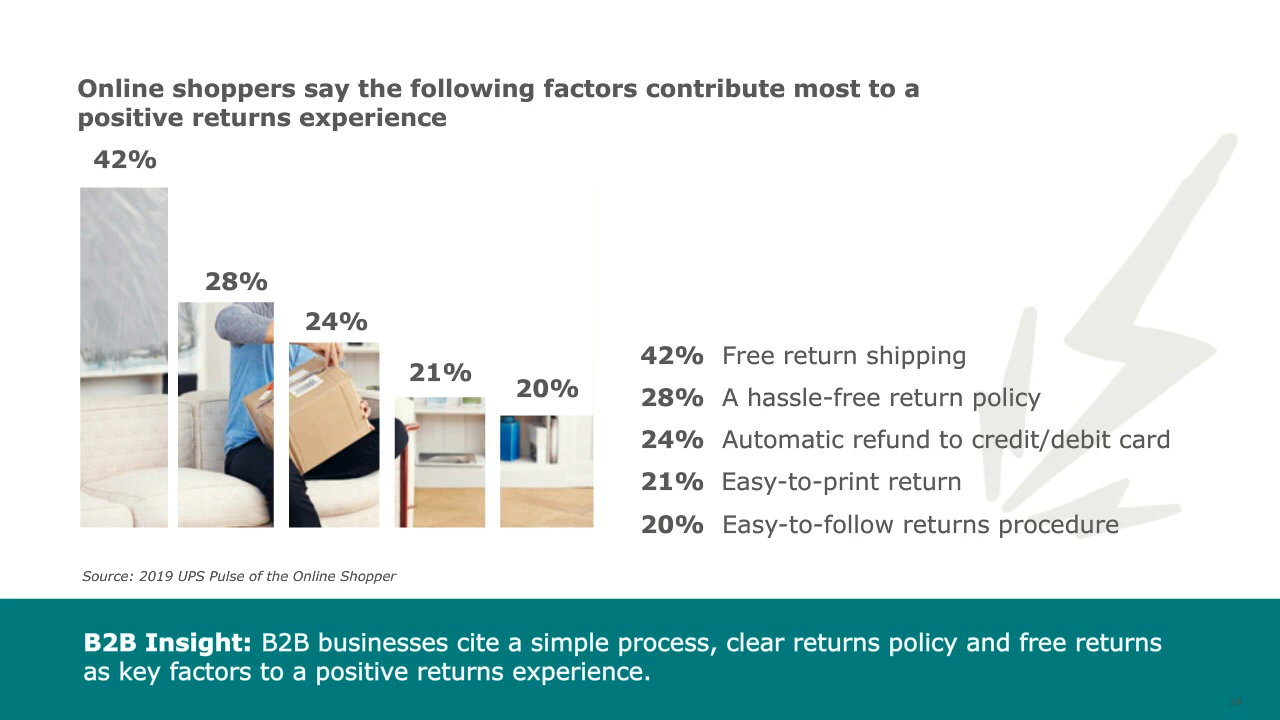 Online shoppers say the following factors contribute most to a
positive returns experience
42%
28%
24%
21%
20%
42% Free return shipping
28% A hassle-free return policy
24% Automatic refund to credit/debit card
21% Easy-to-print return
20% Easy-to-follow returns procedure
Source: 2019 UPS Pulse of the Online Shopper
B2B Insight: B2B businesses cite a simple process, clear returns policy and free returns
as key factors to a positive returns experience.